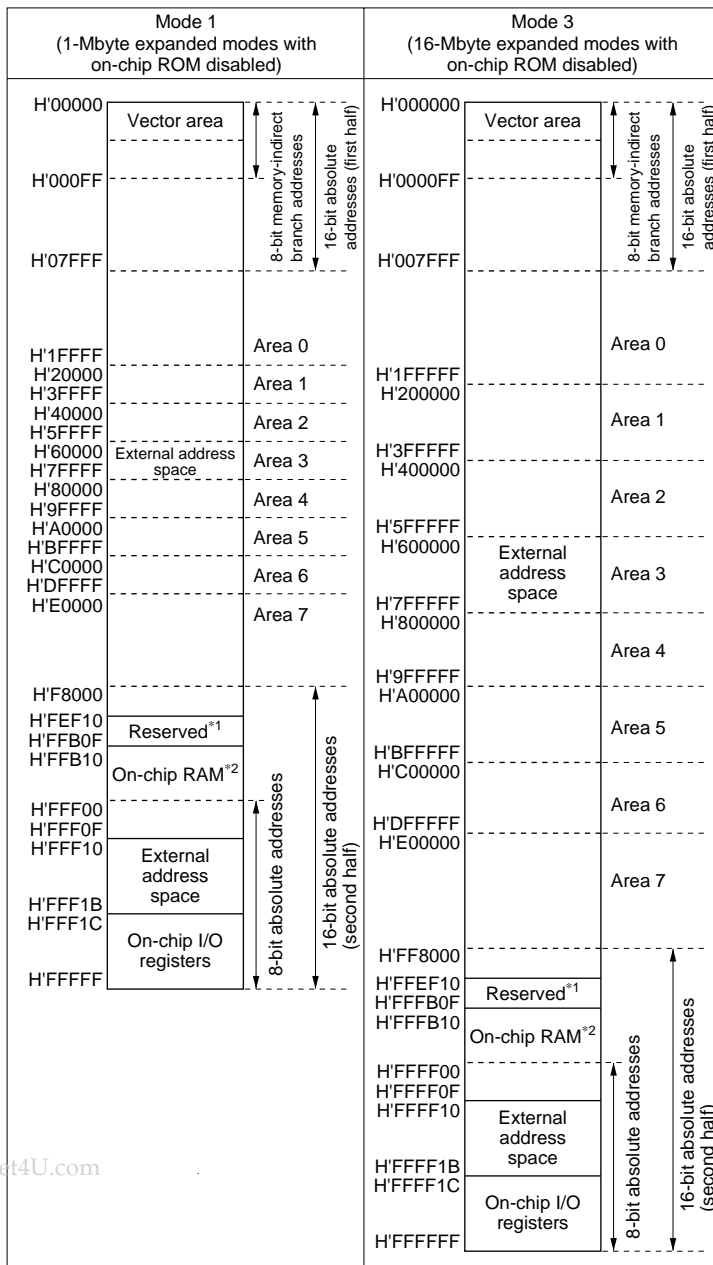 Mode 1
(1-Mbyte expanded modes with
on-chip ROM disabled)
H'00000
Vector area
H'000FF
H'07FFF
8-bit memory-indirect
branch addresses
16-bit absolute
addresses (first half)
H'1FFFF
Area 0
H'20000
H'3FFFF
Area 1
H'40000
H'5FFFF
Area 2
H'60000
H'7FFFF
External address
space
Area 3
H'80000
H'9FFFF
Area 4
H'A0000
H'BFFFF
Area 5
H'C0000
H'DFFFF
Area 6
H'E0000
Area 7
H'F8000
H'FEF10
H'FFB0F
Reserved*1
H'FFB10
On-chip RAM*2
H'FFF00
H'FFF0F
H'FFF10
External
address
space
H'FFF1B
H'FFF1C
On-chip I/O
registers
H'FFFFF
8-bit absolute addresses
16-bit absolute addresses
(second half)
et4U.com
Mode 3
(16-Mbyte expanded modes with
on-chip ROM disabled)
H'000000
Vector area
H'0000FF
H'007FFF
8-bit memory-indirect
branch addresses
16-bit absolute
addresses (first half)
Area 0
H'1FFFFF
H'200000
Area 1
H'3FFFFF
H'400000
Area 2
H'5FFFFF
H'600000
External
address
space
Area 3
H'7FFFFF
H'800000
Area 4
H'9FFFFF
H'A00000
Area 5
H'BFFFFF
H'C00000
Area 6
H'DFFFFF
H'E00000
Area 7
H'FF8000
H'FFEF10
H'FFFB0F
Reserved*1
H'FFFB10
On-chip RAM*2
H'FFFF00
H'FFFF0F
H'FFFF10
External
address
space
H'FFFF1B
H'FFFF1C
On-chip I/O
registers
H'FFFFFF
8-bit absolute addresses
16-bit absolute addresses
(second half)